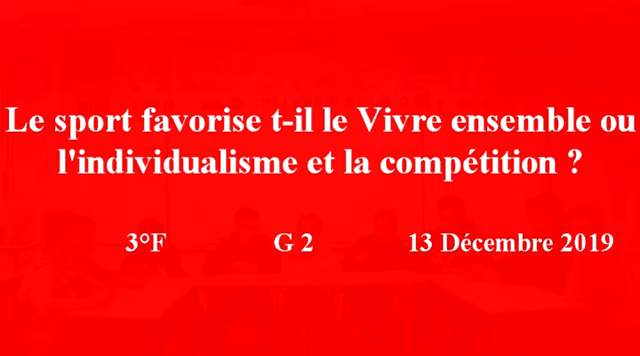 Le sport favorise t-il le Vivre ensemble ou
l'individualisme et la compétition ?
3°F G 2 13 Décembre 2019